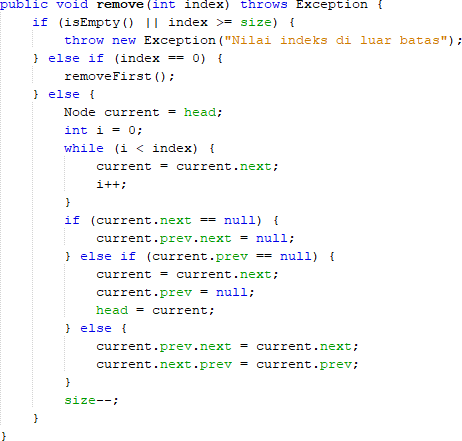 public void remove(int index) throws Exception {
    if (isEmpty() || index >= size) {
        throw new Exception("Nilai indeks di luar batas");
    } else if (index == 0) {
        removeFirst();
    } else {
        Node current = head;
        int i = 0;
        while (i < index) {
            current = current.next;
            i++;
        }
        if (current.next == null) {
            current.prev.next = null;
        } else if (current.prev == null) {
            current = current.next;
            current.prev = null;
            head = current;
        } else {
            current.prev.next = current.next;
            current.next.prev = current.prev;
        }
        size--;
    }
}